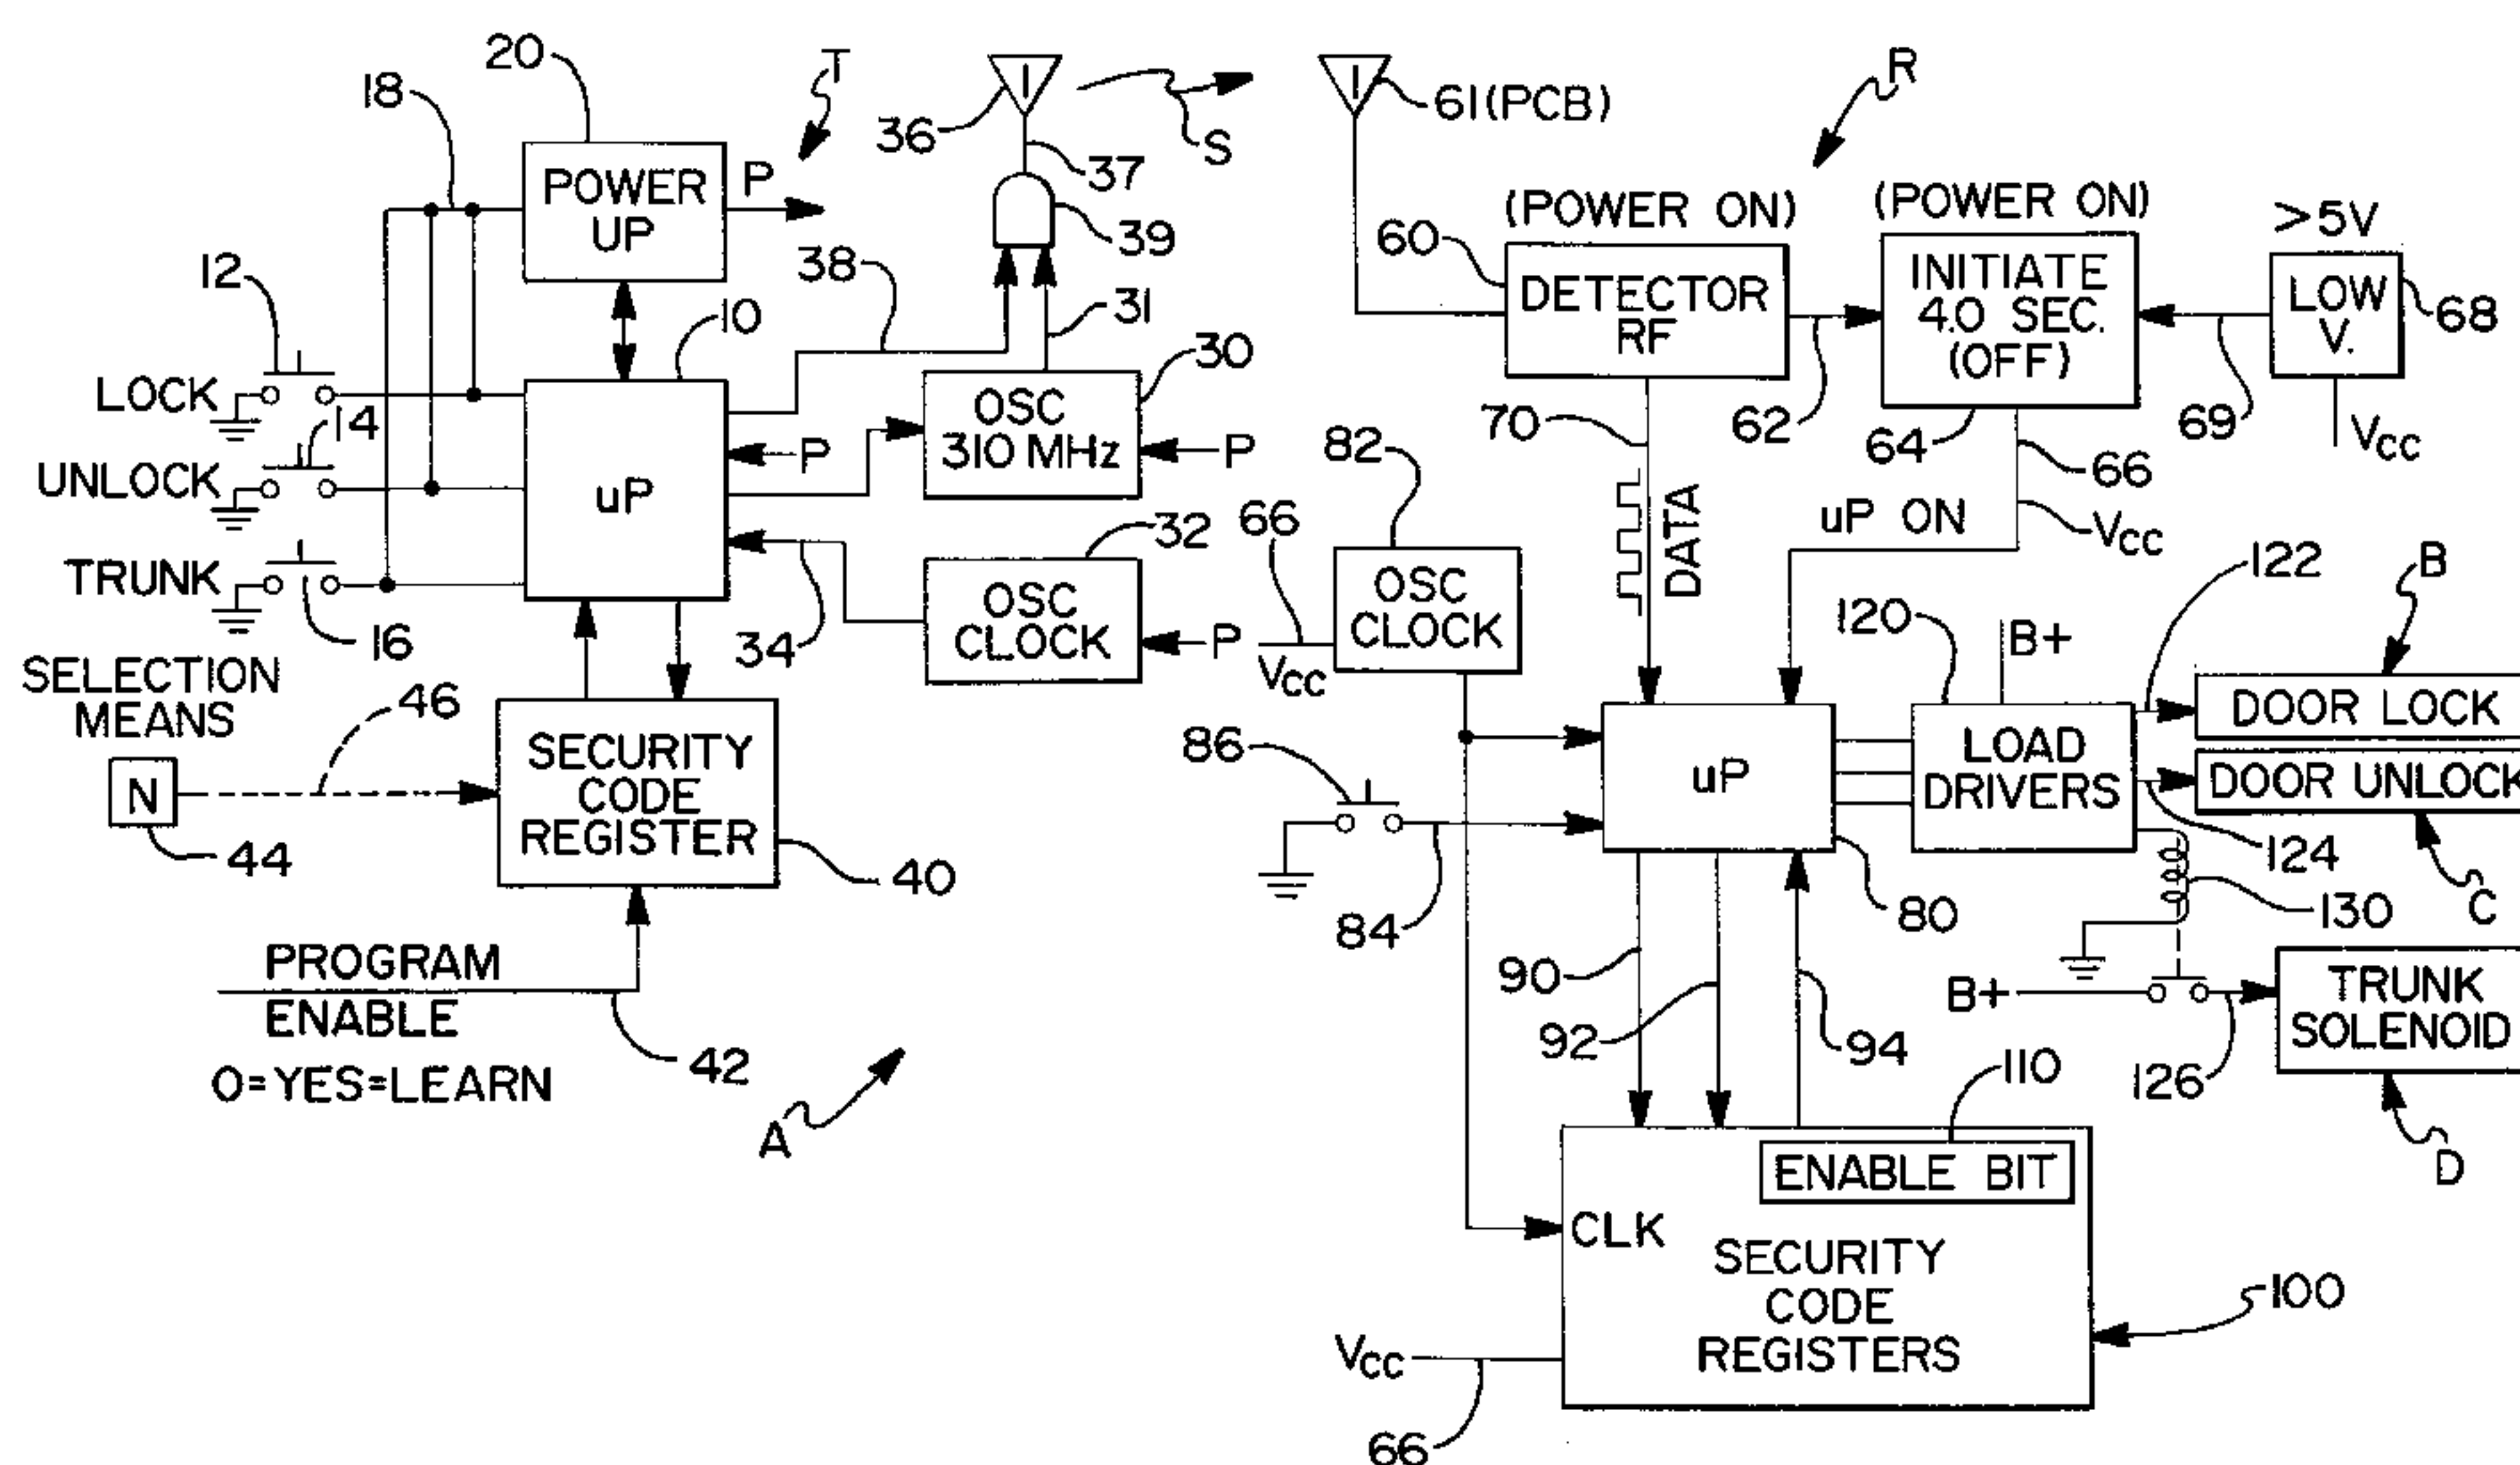 20
T
18
36
S
61(PCB)
R
POWER
UP
P
37
39
(POWER ON)
(POWER ON)
>5V
12
38
60
DETECTOR
RF
INITIATE
4.0 SEC.
(OFF)
LOW
V.
68
10
31
30
LOCK
14
OSC
310 MHz
P
P
82
70
62
64
69
VCC
66
UNLOCK
uP
DATA
uP ON
VCC
32
66
OSC
CLOCK
122
B
TRUNK
16
34
OSC
CLOCK
P
VCC
120
B+
SELECTION
MEANS
46
SECURITY
CODE
REGISTER
86
uP
LOAD
DRIVERS
DOOR LOCK
DOOR UNLOCK
N
44
40
84
80
124
130
C
PROGRAM
ENABLE
42
90
92
94
B+
TRUNK
SOLENOID
126
O=YES=LEARN
A
110
ENABLE BIT
D
CLK
SECURITY
CODE
REGISTERS
100
VCC
66